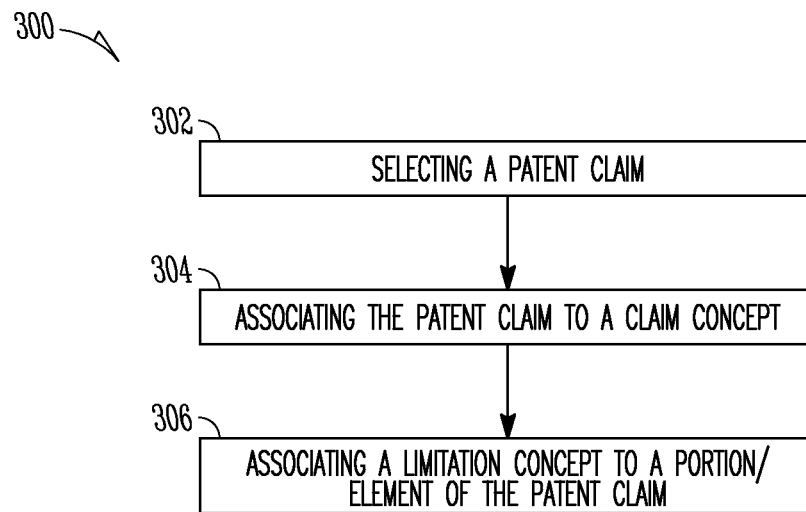 300
302
SELECTING A PATENT CLAIM
304
ASSOCIATING THE PATENT CLAIM TO A CLAIM CONCEPT
306
ASSOCIATING A LIMITATION CONCEPT TO A PORTION/
ELEMENT OF THE PATENT CLAIM